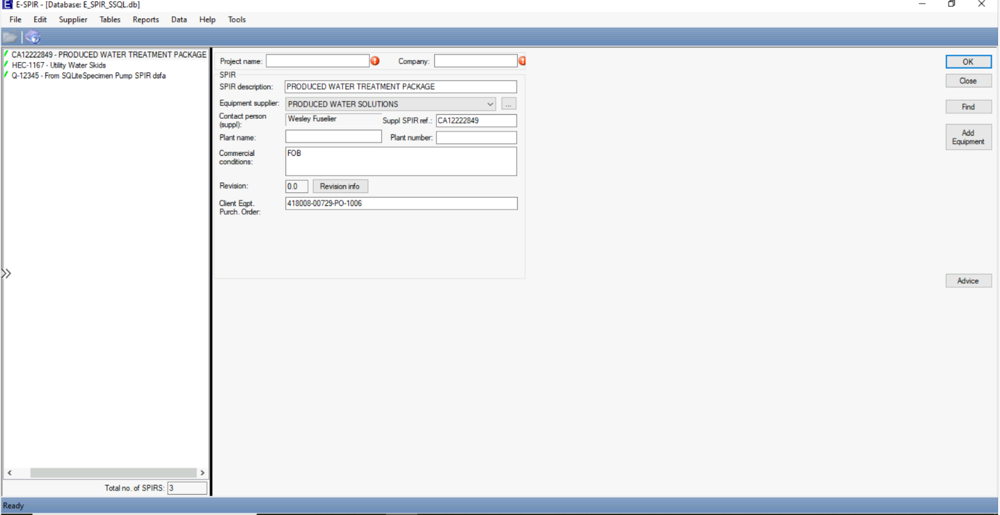 E-SPIR - [Database: E_SPIR_SSQL.db]
File Edit Supplier Tables Reports Data Help Tools
CA12222849 - PRODUCED WATER TREATMENT PACKAGE
HEC-1167 - Utility Water Skids
Q-12345 - From SQLiteSpecimen Pump SPIR dsfa
Total no. of SPIRS: 3
Project name: Company:
SPIR
SPIR description: PRODUCED WATER TREATMENT PACKAGE
Equipment supplier: PRODUCED WATER SOLUTIONS ...
Contact person
(suppl): Wesley Fuselier Suppl SPIR ref.: CA12222849
Plant name: Plant number:
Commercial
conditions: FOB
Revision: 0.0 Revision info
Client Eqpt.
Purch. Order: 418008-00729-PO-1006
OK
Close
Find
Add
Equipment
Advice
Ready